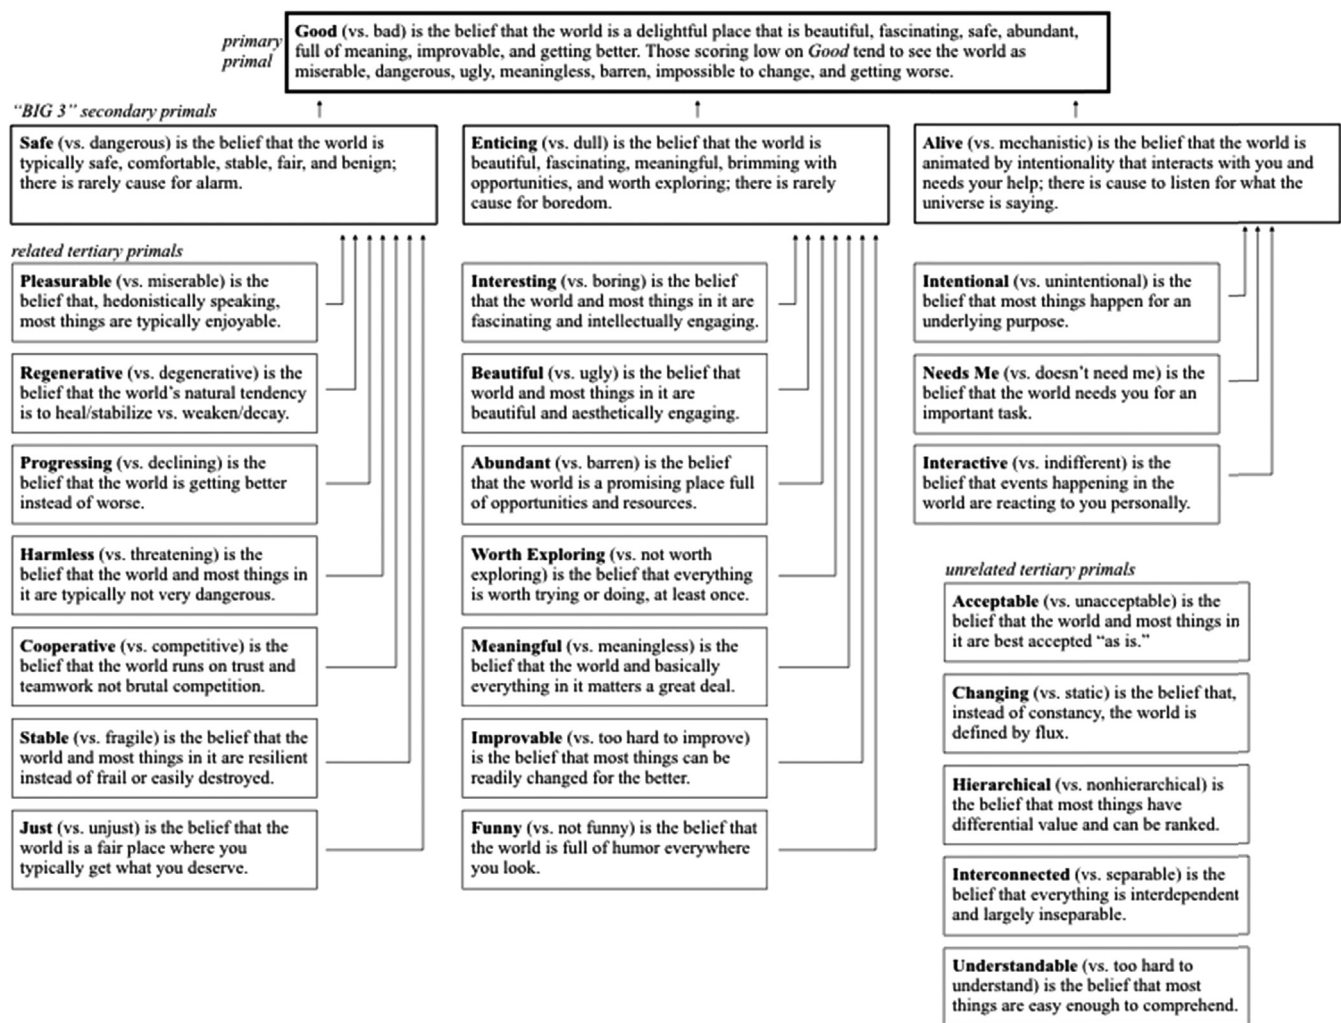 primary
primal
Good (vs. bad) is the belief that the world is a delightful place that is beautiful, fascinating, safe, abundant,
full of meaning, improvable, and getting better. Those scoring low on Good tend to see the world as
miserable, dangerous, ugly, meaningless, barren, impossible to change, and getting worse.
"BIG 3" secondary primals
Safe (vs. dangerous) is the belief that the world is
typically safe, comfortable, stable, fair, and benign;
there is rarely cause for alarm.
Enticing (vs. dull) is the belief that the world is
beautiful, fascinating, meaningful, brimming with
opportunities, and worth exploring; there is rarely
cause for boredom.
Alive (vs. mechanistic) is the belief that the world is
animated by intentionality that interacts with you and
needs your help; there is cause to listen for what the
universe is saying.
related tertiary primals
Pleasurable (vs. miserable) is the
belief that, hedonistically speaking,
most things are typically enjoyable.
Regenerative (vs. degenerative) is the
belief that the world's natural tendency
is to heal/stabilize vs. weaken/decay.
Progressing (vs. declining) is the
belief that the world is getting better
instead of worse.
Harmless (vs. threatening) is the
belief that the world and most things in
it are typically not very dangerous.
Cooperative (vs. competitive) is the
belief that the world runs on trust and
teamwork not brutal competition.
Stable (vs. fragile) is the belief that the
world and most things in it are resilient
instead of frail or easily destroyed.
Just (vs. unjust) is the belief that the
world is a fair place where you
typically get what you deserve.
Interesting (vs. boring) is the belief
that the world and most things in it are
fascinating and intellectually engaging.
Beautiful (vs. ugly) is the belief that
world and most things in it are
beautiful and aesthetically engaging.
Abundant (vs. barren) is the belief
that the world is a promising place full
of opportunities and resources.
Worth Exploring (vs. not worth
exploring) is the belief that everything
is worth trying or doing, at least once.
Meaningful (vs. meaningless) is the
belief that the world and basically
everything in it matters a great deal.
Improvable (vs. too hard to improve)
is the belief that most things can be
readily changed for the better.
Funny (vs. not funny) is the belief that
the world is full of humor everywhere
you look.
Intentional (vs. unintentional) is the
belief that most things happen for an
underlying purpose.
Needs Me (vs. doesn't need me) is the
belief that the world needs you for an
important task.
Interactive (vs. indifferent) is the
belief that events happening in the
world are reacting to you personally.
unrelated tertiary primals
Acceptable (vs. unacceptable) is the
belief that the world and most things in
it are best accepted "as is."
Changing (vs. static) is the belief that,
instead of constancy, the world is
defined by flux.
Hierarchical (vs. nonhierarchical) is
the belief that most things have
differential value and can be ranked.
Interconnected (vs. separable) is the
belief that everything is interdependent
and largely inseparable.
Understandable (vs. too hard to
understand) is the belief that most
things are easy enough to comprehend.